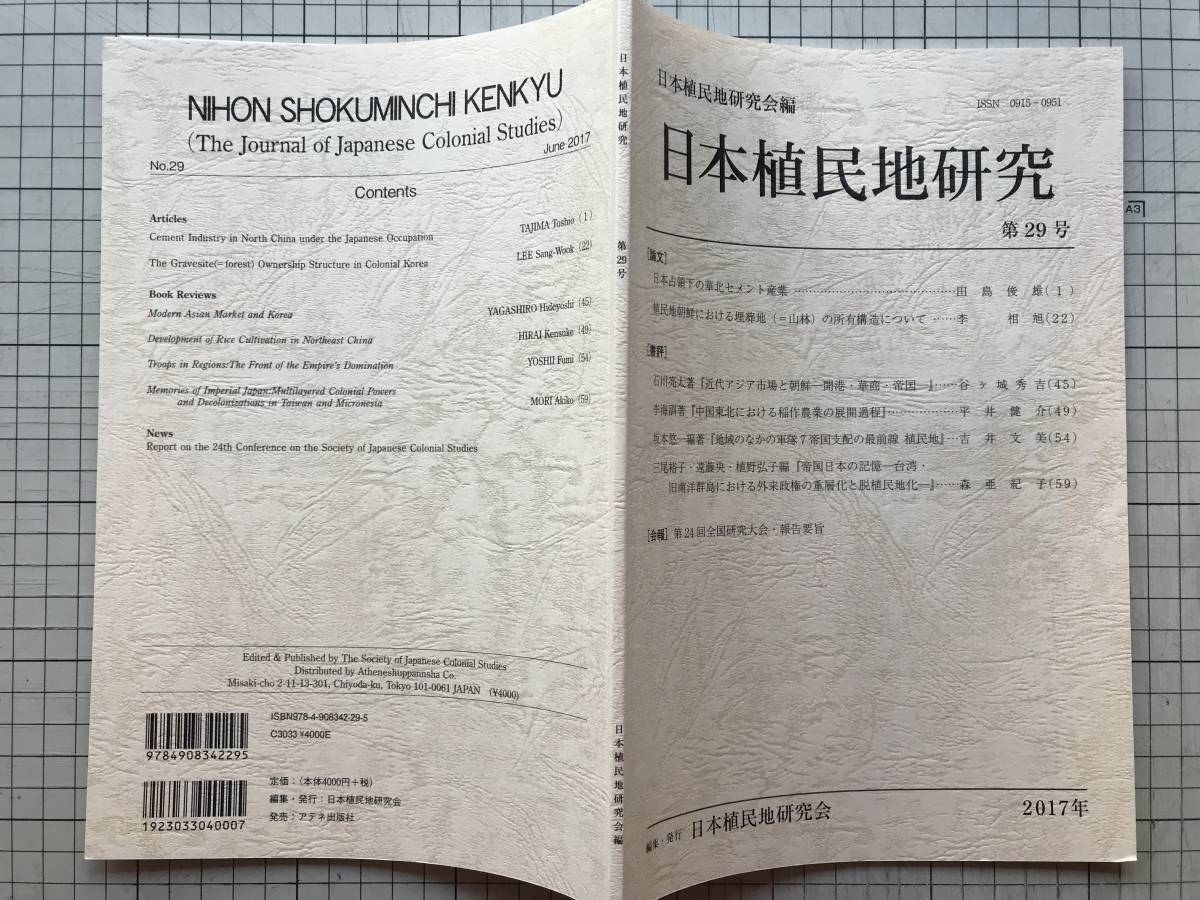 NIHON SHOKUMINCHI KENKYU
(The Journal of Japanese Colonial Studies)
No.29
June 2017
Contents
Articles
Cement Industry in North China under the Japanese Occupation
TAJIMA Toshio (1)
The Gravesite(=forest) Ownership Structure in Colonial Korea
LEE Sang-Wook (22)
Book Reviews
Modern Asian Market and Korea
YAGASHIRO Hideyoshi (45)
Development of Rice Cultivation in Northeast China
HIRAI Kensuke (49)
Troops in Regions:The Front of the Empire's Domination
YOSHII Fumi (54)
Memories of Imperial Japan:Multilayered Colonial Powers
and Decolonizations in Taiwan and Micronesia
MORI Akiko (59)
News
Report on the 24th Conference on the Society of Japanese Colonial Studies
Edited & Published by The Society of Japanese Colonial Studies
Distributed by Atheneshuppannsha Co.
Misaki-cho 2-11-13-301, Chiyoda-ku, Tokyo 101-0061 JAPAN (¥4000)
ISBN978-4-908342-29-5
C3033 ¥4000E
9784908342295
1923033040007
定価：（本体4000円＋税）
編集・発行：日本植民地研究会
発売：アテネ出版社
日本植民地研究
第29号
日本植民地研究会編
日本植民地研究会編
ISSN 0915-0951
日本植民地研究
第29号
［論文］
日本占領下の華北セメント産業……田島俊雄(1)
植民地朝鮮における埋葬地（＝山林）の所有構造について……李相旭(22)
［書評］
石川亮太著『近代アジア市場と朝鮮―開港・華商・帝国―』……谷ヶ城秀吉(45)
李海訓著『中国東北における稲作農業の展開過程』……平井健介(49)
坂本悠一編著『地域のなかの軍隊7帝国支配の最前線 植民地』…吉井文美(54)
三尾裕子・遠藤央・植野弘子編『帝国日本の記憶―台湾・
旧南洋群島における外来政権の重層化と脱植民地化―』……森亜紀子(59)
［会報］第24回全国研究大会・報告要旨
編集・発行 日本植民地研究会
2017年
A3